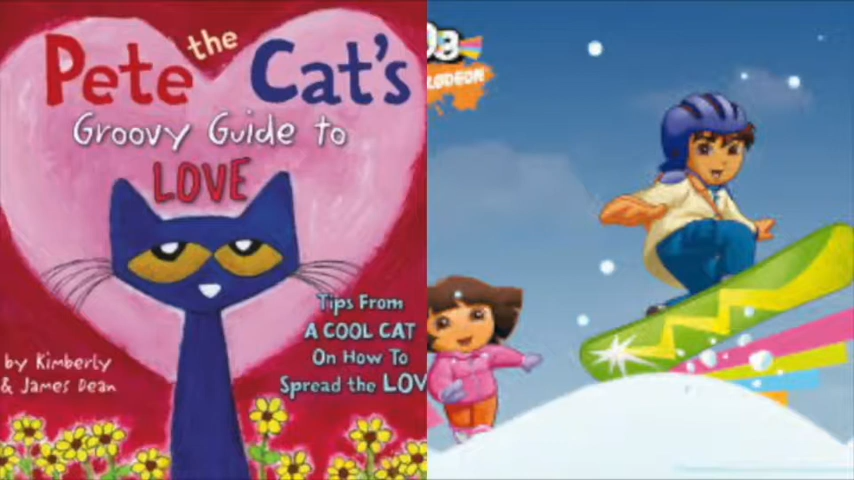 Pete the Cat's
Groovy Guide to
LOVE
Tips From
A COOL CAT
On How To
Spread the LOV
by Kimberly
& James Dean